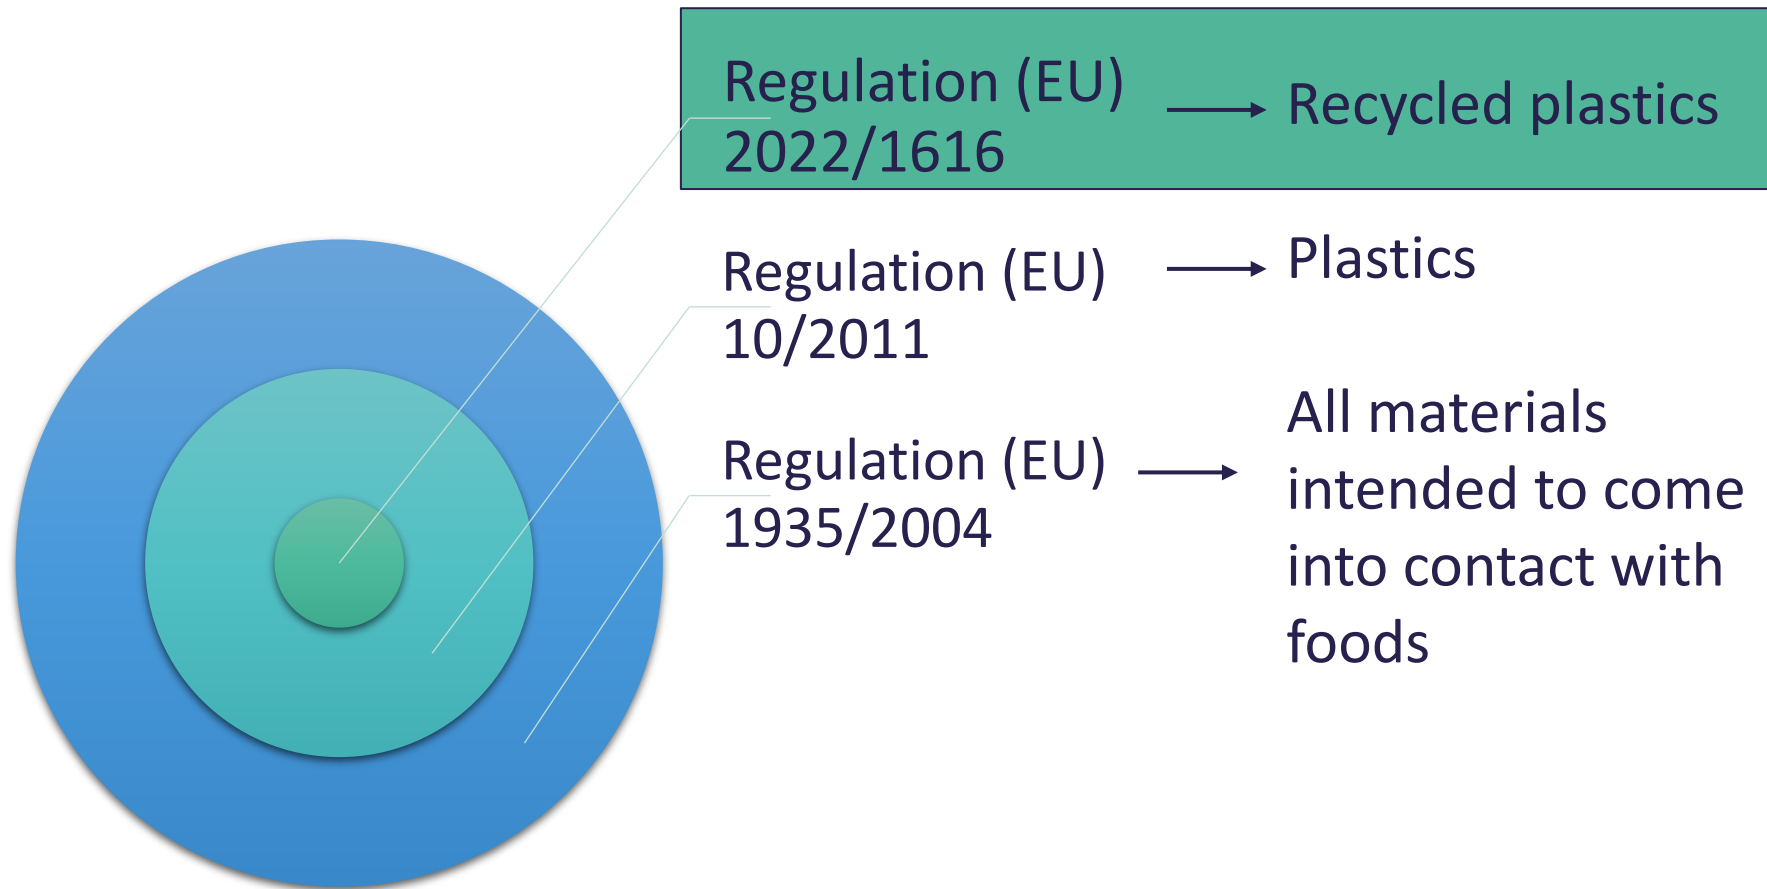 Regulation (EU)
2022/1616
Recycled plastics
Regulation (EU)
10/2011
Plastics
Regulation (EU)
1935/2004
All materials
intended to come
into contact with
foods